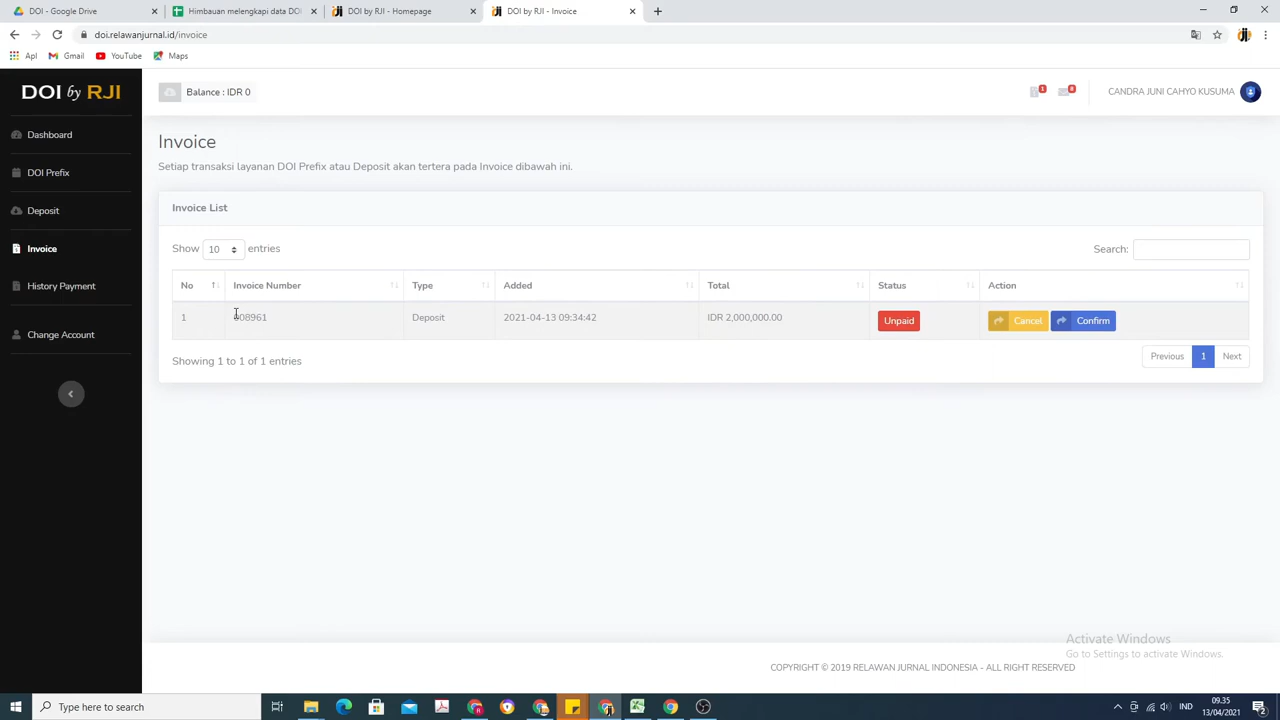 DOI - Google Drive
Himbauan melengkapi data DOI
DOI By RJI - Homepage
DOI By RJI - Invoice
doi.relawanjurnal.id/invoice
Apl
Gmail
YouTube
Maps
DOI by RJI
Balance : IDR 0
1
8
CANDRA JUNI CAHYO KUSUMA
Dashboard
DOI Prefix
Deposit
Invoice
History Payment
Change Account
Invoice
Setiap transaksi layanan DOI Prefix atau Deposit akan tertera pada Invoice dibawah ini.
Invoice List
Show 10 entries
Search:
No Invoice Number Type Added Total Status Action
1 008961 Deposit 2021-04-13 09:34:42 IDR 2,000,000.00 Unpaid Cancel Confirm
Showing 1 to 1 of 1 entries
Previous 1 Next
Activate Windows
Go to Settings to activate Windows.
COPYRIGHT © 2019 RELAWAN JURNAL INDONESIA - ALL RIGHT RESERVED
Type here to search
IND
09.35
13/04/2021
2